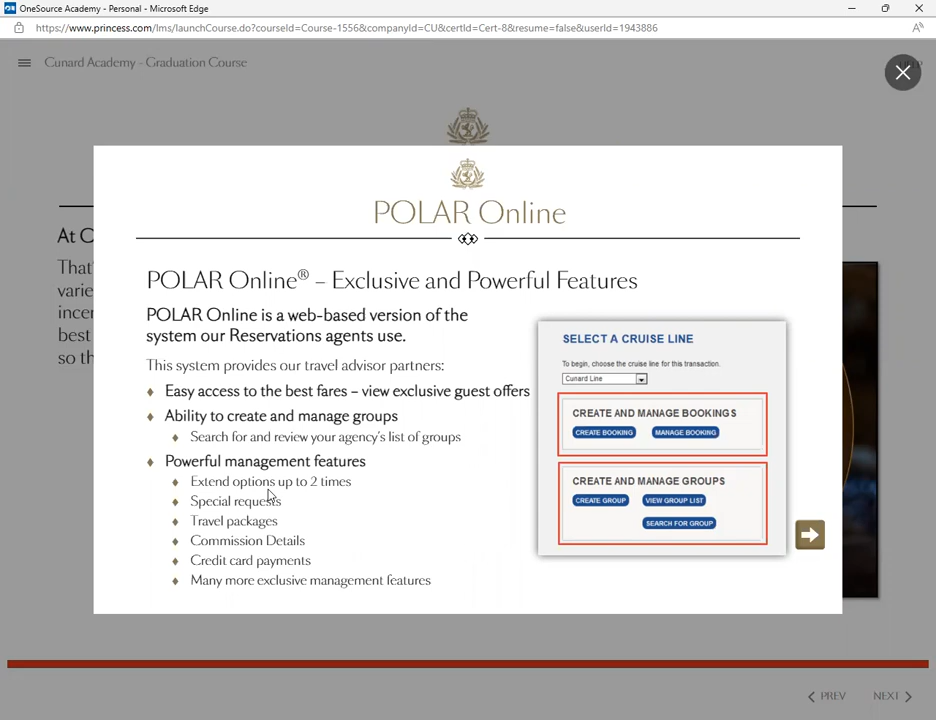 OneSource Academy - Personal - Microsoft Edge
https://www.princess.com/lms/launchCourse.do?courseId=Course-1556&companyId=CU&certId=Cert-8&resume=false&userId=1943886
Cunard Academy - Graduation Course
POLAR Online
At C
That'
varie
incer
best
so th
POLAR Online® – Exclusive and Powerful Features
POLAR Online is a web-based version of the
system our Reservations agents use.
This system provides our travel advisor partners:
Easy access to the best fares – view exclusive guest offers
Ability to create and manage groups
Search for and review your agency's list of groups
Powerful management features
Extend options up to 2 times
Special requests
Travel packages
Commission Details
Credit card payments
Many more exclusive management features
SELECT A CRUISE LINE
To begin, choose the cruise line for this transaction.
Cunard Line
CREATE AND MANAGE BOOKINGS
CREATE BOOKING MANAGE BOOKING
CREATE AND MANAGE GROUPS
CREATE GROUP VIEW GROUP LIST
SEARCH FOR GROUP
PREV NEXT